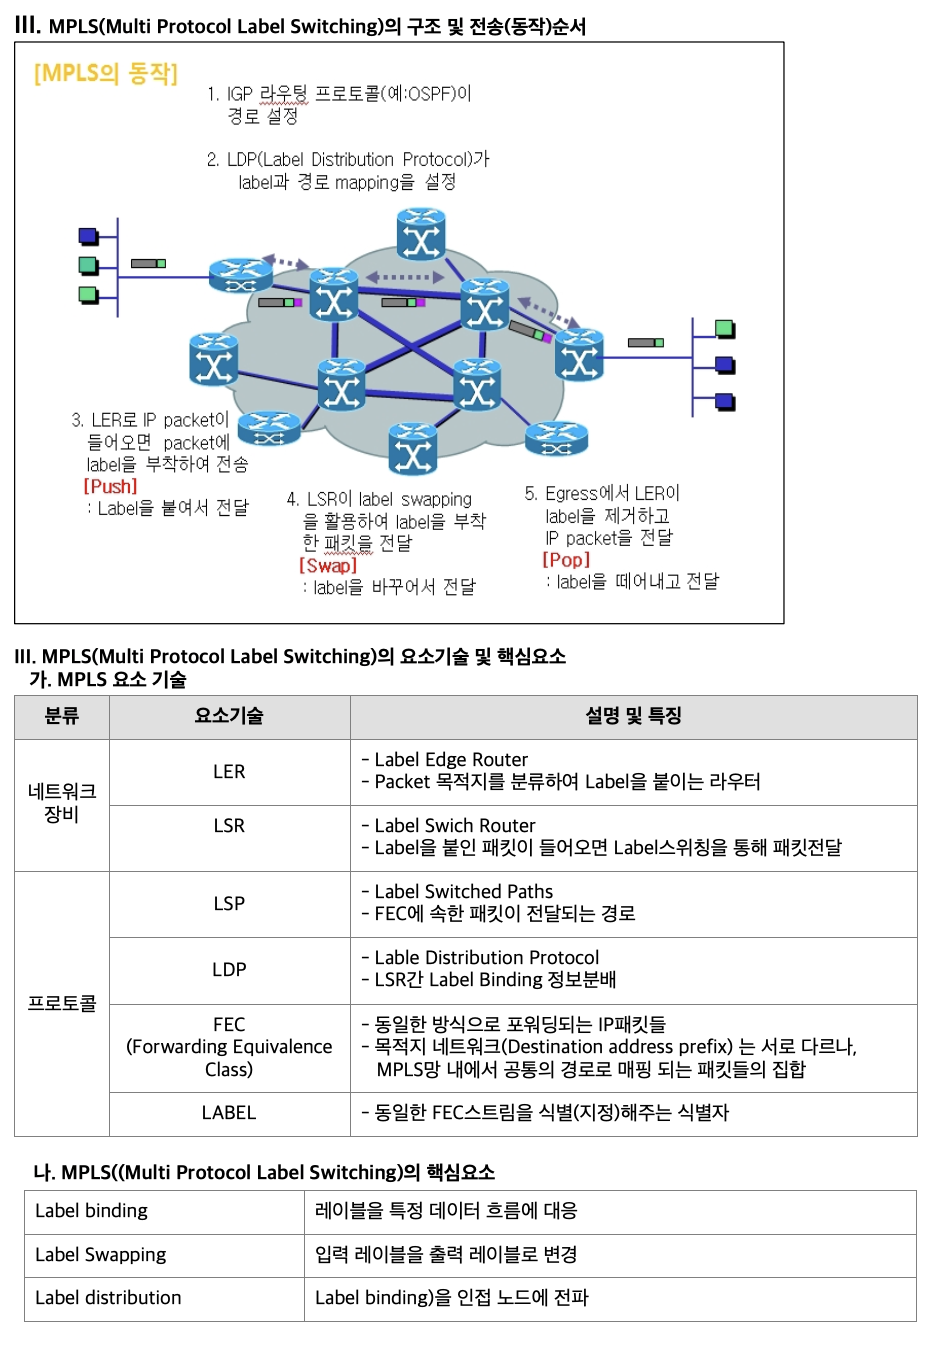 III. MPLS(Multi Protocol Label Switching)의 구조 및 전송(동작)순서
[MPLS의 동작]
1. IGP 라우팅 프로토콜(예:OSPF)이
경로 설정
2. LDP(Label Distribution Protocol)가
label과 경로 mapping을 설정
3. LER로 IP packet이
들어오면 packet에
label을 부착하여 전송
[Push]
: Label을 붙여서 전달
4. LSR이 label swapping
을 활용하여 label을 부착
한 패킷을 전달
[Swap]
: label을 바꾸어서 전달
5. Egress에서 LER이
label을 제거하고
IP packet을 전달
[Pop]
: label을 떼어내고 전달
III. MPLS(Multi Protocol Label Switching)의 요소기술 및 핵심요소
가. MPLS 요소 기술
분류 요소기술 설명 및 특징
네트워크
장비
LER
- Label Edge Router
- Packet 목적지를 분류하여 Label을 붙이는 라우터
LSR
- Label Swich Router
- Label을 붙인 패킷이 들어오면 Label스위칭을 통해 패킷전달
프로토콜
LSP
- Label Switched Paths
- FEC에 속한 패킷이 전달되는 경로
LDP
- Lable Distribution Protocol
- LSR간 Label Binding 정보분배
FEC
(Forwarding Equivalence
Class)
- 동일한 방식으로 포워딩되는 IP패킷들
- 목적지 네트워크(Destination address prefix) 는 서로 다르나,
MPLS망 내에서 공통의 경로로 매핑 되는 패킷들의 집합
LABEL
- 동일한 FEC스트림을 식별(지정)해주는 식별자
나. MPLS((Multi Protocol Label Switching)의 핵심요소
Label binding 레이블을 특정 데이터 흐름에 대응
Label Swapping 입력 레이블을 출력 레이블로 변경
Label distribution Label binding)을 인접 노드에 전파